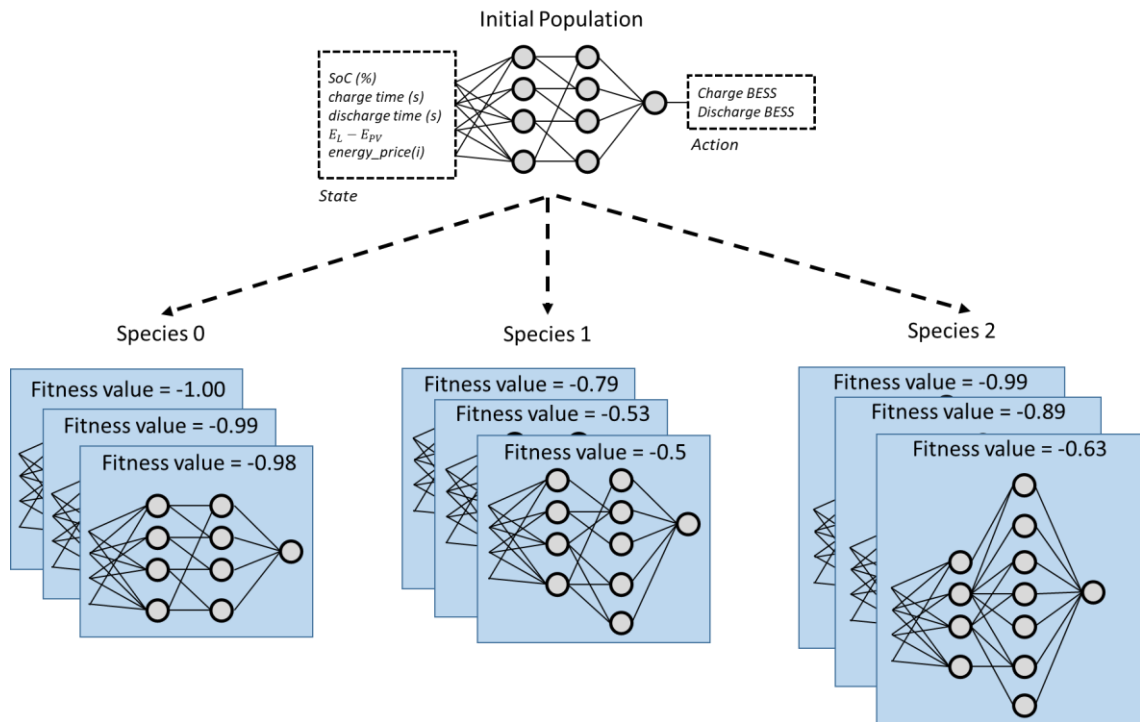 Initial Population
SoC (%)
charge time (s)
discharge time (s)
E_L − E_PV
energy_price(i)
State
Charge BESS
Discharge BESS
Action
Species 0
Species 1
Species 2
Fitness value = -1.00
Fitness value = -0.99
Fitness value = -0.98
Fitness value = -0.79
Fitness value = -0.53
Fitness value = -0.5
Fitness value = -0.99
Fitness value = -0.89
Fitness value = -0.63